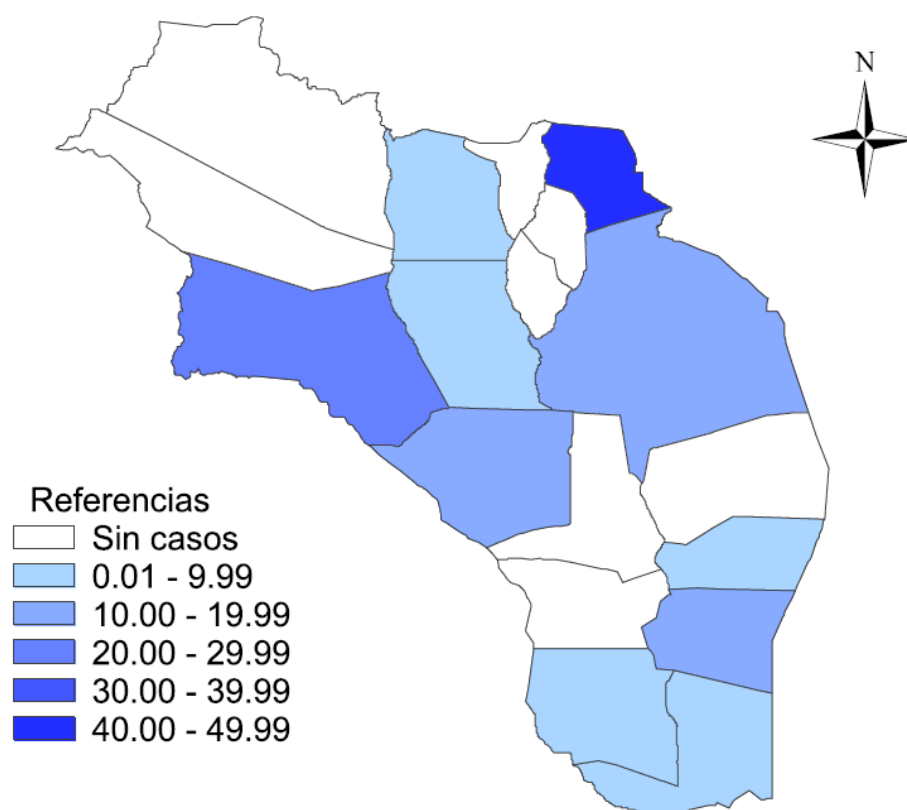 N
Referencias
Sin casos
0.01 - 9.99
10.00 - 19.99
20.00 - 29.99
30.00 - 39.99
40.00 - 49.99